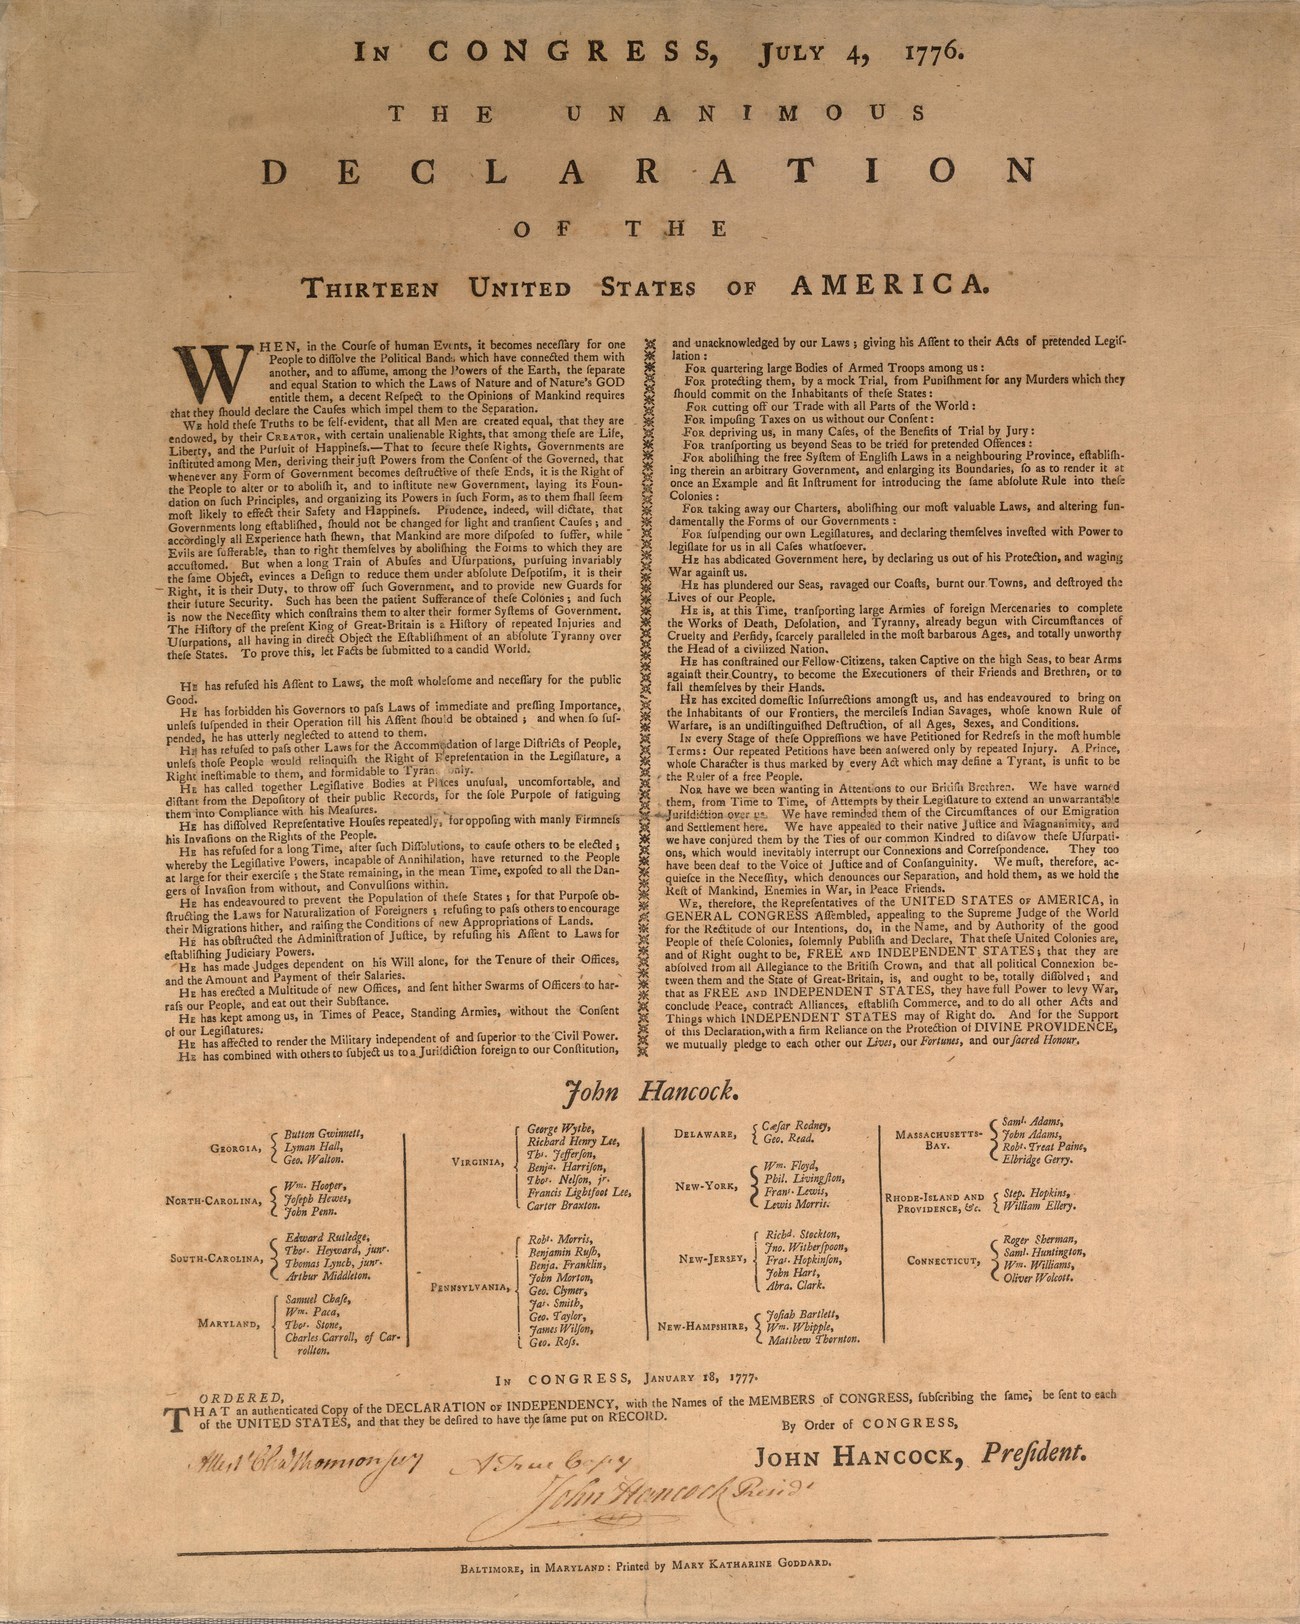 In CONGRESS, July 4, 1776.
THE UNANIMOUS
DECLARATION
OF THE
Thirteen United States of AMERICA.
WHEN, in the Courſe of human Events, it becomes neceſſary for one
People to diſſolve the Political Bands which have connected them with
another, and to aſſume, among the Powers of the Earth, the ſeparate
and equal Station to which the Laws of Nature and of Nature's GOD
entitle them, a decent Reſpect to the Opinions of Mankind requires
that they ſhould declare the Cauſes which impel them to the Separation.
We hold theſe Truths to be ſelf-evident, that all Men are created equal, that they are
endowed, by their Creator, with certain unalienable Rights, that among theſe are Life,
Liberty, and the Purſuit of Happineſs.—That to ſecure theſe Rights, Governments are
inſtituted among Men, deriving their juſt Powers from the Conſent of the Governed, that
whenever any Form of Government becomes deſtructive of theſe Ends, it is the Right of
the People to alter or to aboliſh it, and to inſtitute new Government, laying its Foun-
dation on ſuch Principles, and organizing its Powers in ſuch Form, as to them ſhall ſeem
moſt likely to effect their Safety and Happineſs. Prudence, indeed, will dictate, that
Governments long eſtabliſhed, ſhould not be changed for light and tranſient Cauſes; and
accordingly all Experience hath ſhewn, that Mankind are more diſpoſed to ſuffer, while
Evils are ſufferable, than to right themſelves by aboliſhing the Forms to which they are
accuſtomed. But when a long Train of Abuſes and Uſurpations, purſuing invariably
the ſame Object, evinces a Deſign to reduce them under abſolute Deſpotiſm, it is their
Right, it is their Duty, to throw off ſuch Government, and to provide new Guards for
their future Security. Such has been the patient Sufferance of theſe Colonies; and ſuch
is now the Neceſſity which conſtrains them to alter their former Syſtems of Government.
The Hiſtory of the preſent King of Great-Britain is a Hiſtory of repeated Injuries and
Uſurpations, all having in direct Object the Eſtabliſhment of an abſolute Tyranny over
theſe States. To prove this, let Facts be ſubmitted to a candid World.
He has refuſed his Aſſent to Laws, the moſt wholeſome and neceſſary for the public
Good.
He has forbidden his Governors to paſs Laws of immediate and preſſing Importance,
unleſs ſuſpended in their Operation till his Aſſent ſhould be obtained; and when ſo ſuſ-
pended, he has utterly neglected to attend to them.
He has refuſed to paſs other Laws for the Accommodation of large Diſtricts of People,
unleſs thoſe People would relinquiſh the Right of Repreſentation in the Legiſlature, a
Right ineſtimable to them, and formidable to only.
He has called together Legiſlative Bodies at Places unuſual, uncomfortable, and
diſtant from the Depoſitory of their public Records, for the ſole Purpoſe of fatiguing
them into Compliance with his Meaſures.
He has diſſolved Repreſentative Houſes repeatedly, for oppoſing with manly Firmneſs
his Invaſions on the Rights of the People.
He has refuſed for a long Time, after ſuch Diſſolutions, to cauſe others to be elected;
whereby the Legiſlative Powers, incapable of Annihilation, have returned to the People
at large for their exerciſe; the State remaining, in the mean Time, expoſed to all the Dan-
gers of Invaſion from without, and Convulſions within.
He has endeavoured to prevent the Population of theſe States; for that Purpoſe ob-
ſtructing the Laws for Naturalization of Foreigners; refuſing to paſs others to encourage
their Migrations hither, and raiſing the Conditions of new Appropriations of Lands.
He has obſtructed the Adminiſtration of Juſtice, by refuſing his Aſſent to Laws for
eſtabliſhing Judiciary Powers.
He has made Judges dependent on his Will alone, for the Tenure of their Offices,
and the Amount and Payment of their Salaries.
He has erected a Multitude of new Offices, and ſent hither Swarms of Officers to har-
raſs our People, and eat out their Subſtance.
He has kept among us, in Times of Peace, Standing Armies, without the Conſent
of our Legiſlatures.
He has affected to render the Military independent of and ſuperior to the Civil Power.
He has combined with others to ſubject us to a Juriſdiction foreign to our Conſtitution,
and unacknowledged by our Laws; giving his Aſſent to their Acts of pretended Legiſ-
lation:
For quartering large Bodies of Armed Troops among us:
For protecting them, by a mock Trial, from Puniſhment for any Murders which they
ſhould commit on the Inhabitants of theſe States:
For cutting off our Trade with all Parts of the World:
For impoſing Taxes on us without our Conſent:
For depriving us, in many Caſes, of the Benefits of Trial by Jury:
For tranſporting us beyond Seas to be tried for pretended Offences:
For aboliſhing the free Syſtem of Engliſh Laws in a neighbouring Province, eſtabliſh-
ing therein an arbitrary Government, and enlarging its Boundaries, ſo as to render it at
once an Example and fit Inſtrument for introducing the ſame abſolute Rule into theſe
Colonies:
For taking away our Charters, aboliſhing our moſt valuable Laws, and altering fun-
damentally the Forms of our Governments:
For ſuſpending our own Legiſlatures, and declaring themſelves inveſted with Power to
legiſlate for us in all Caſes whatſoever.
He has abdicated Government here, by declaring us out of his Protection, and waging
War againſt us.
He has plundered our Seas, ravaged our Coaſts, burnt our Towns, and deſtroyed the
Lives of our People.
He is, at this Time, tranſporting large Armies of foreign Mercenaries to complete
the Works of Death, Deſolation, and Tyranny, already begun with Circumſtances of
Cruelty and Perfidy, ſcarcely paralleled in the moſt barbarous Ages, and totally unworthy
the Head of a civilized Nation.
He has conſtrained our Fellow-Citizens, taken Captive on the high Seas, to bear Arms
againſt their Country, to become the Executioners of their Friends and Brethren, or to
fall themſelves by their Hands.
He has excited domeſtic Inſurrections amongſt us, and has endeavoured to bring on
the Inhabitants of our Frontiers, the mercileſs Indian Savages, whoſe known Rule of
Warfare, is an undiſtinguiſhed Deſtruction, of all Ages, Sexes, and Conditions.
In every Stage of theſe Oppreſſions we have Petitioned for Redreſs in the moſt humble
Terms: Our repeated Petitions have been anſwered only by repeated Injury. A Prince,
whoſe Character is thus marked by every Act which may define a Tyrant, is unfit to be
the Ruler of a free People.
Nor have we been wanting in Attentions to our Britiſh Brethren. We have warned
them, from Time to Time, of Attempts by their Legiſlature to extend an unwarrantable
Juriſdiction over us. We have reminded them of the Circumſtances of our Emigration
and Settlement here. We have appealed to their native Juſtice and Magnanimity, and
we have conjured them by the Ties of our common Kindred to diſavow theſe Uſurpati-
ons, which would inevitably interrupt our Connexions and Correſpondence. They too
have been deaf to the Voice of Juſtice and of Conſanguinity. We muſt, therefore, ac-
quieſce in the Neceſſity, which denounces our Separation, and hold them, as we hold the
Reſt of Mankind, Enemies in War, in Peace Friends.
We, therefore, the Repreſentatives of the UNITED STATES of AMERICA, in
GENERAL CONGRESS Aſſembled, appealing to the Supreme Judge of the World
for the Rectitude of our Intentions, do, in the Name, and by Authority of the good
People of theſe Colonies, ſolemnly Publiſh and Declare, That theſe United Colonies are,
and of Right ought to be, FREE and INDEPENDENT STATES; that they are
abſolved from all Allegiance to the Britiſh Crown, and that all political Connexion be-
tween them and the State of Great-Britain, is, and ought to be, totally diſſolved; and
that as FREE and INDEPENDENT STATES, they have full Power to levy War,
conclude Peace, contract Alliances, eſtabliſh Commerce, and to do all other Acts and
Things which INDEPENDENT STATES may of Right do. And for the Support
of this Declaration, with a firm Reliance on the Protection of DIVINE PROVIDENCE,
we mutually pledge to each other our Lives, our Fortunes, and our ſacred Honour.
John Hancock.
Georgia,
Button Gwinnett,
Lyman Hall,
Geo. Walton.
North-Carolina,
Wm. Hooper,
Joſeph Hewes,
John Penn.
South-Carolina,
Edward Rutledge,
Thos. Heyward, junr.
Thomas Lynch, junr.
Arthur Middleton.
Maryland,
Samuel Chaſe,
Wm. Paca,
Thos. Stone,
Charles Carroll, of Car-
rollton.
Virginia,
George Wythe,
Richard Henry Lee,
Ths. Jefferſon,
Benja. Harriſon,
Thos. Nelſon, jr.
Francis Lightfoot Lee,
Carter Braxton.
Pennsylvania,
Robt. Morris,
Benjamin Ruſh,
Benja. Franklin,
John Morton,
Geo. Clymer,
Jas. Smith,
Geo. Taylor,
James Wilſon,
Geo. Roſs.
Delaware,
Cæſar Rodney,
Geo. Read.
New-York,
Wm. Floyd,
Phil. Livingſton,
Frans. Lewis,
Lewis Morris.
New-Jersey,
Richd. Stockton,
Jno. Witherſpoon,
Fras. Hopkinſon,
John Hart,
Abra. Clark.
New-Hampshire,
Joſiah Bartlett,
Wm. Whipple,
Matthew Thornton.
Massachusetts-
Bay.
Saml. Adams,
John Adams,
Robt. Treat Paine,
Elbridge Gerry.
Rhode-Island and
Providence, &c.
Step. Hopkins,
William Ellery.
Connecticut,
Roger Sherman,
Saml. Huntington,
Wm. Williams,
Oliver Wolcott.
In CONGRESS, January 18, 1777.
ORDERED,
THAT an authenticated Copy of the DECLARATION of INDEPENDENCY, with the Names of the MEMBERS of CONGRESS, ſubſcribing the ſame, be ſent to each
of the UNITED STATES, and that they be deſired to have the ſame put on RECORD.
By Order of CONGRESS,
JOHN HANCOCK, Preſident.
Attest Cha Thomson secy
A True Copy
John Hancock Presidt
Baltimore, in Maryland: Printed by Mary Katharine Goddard.